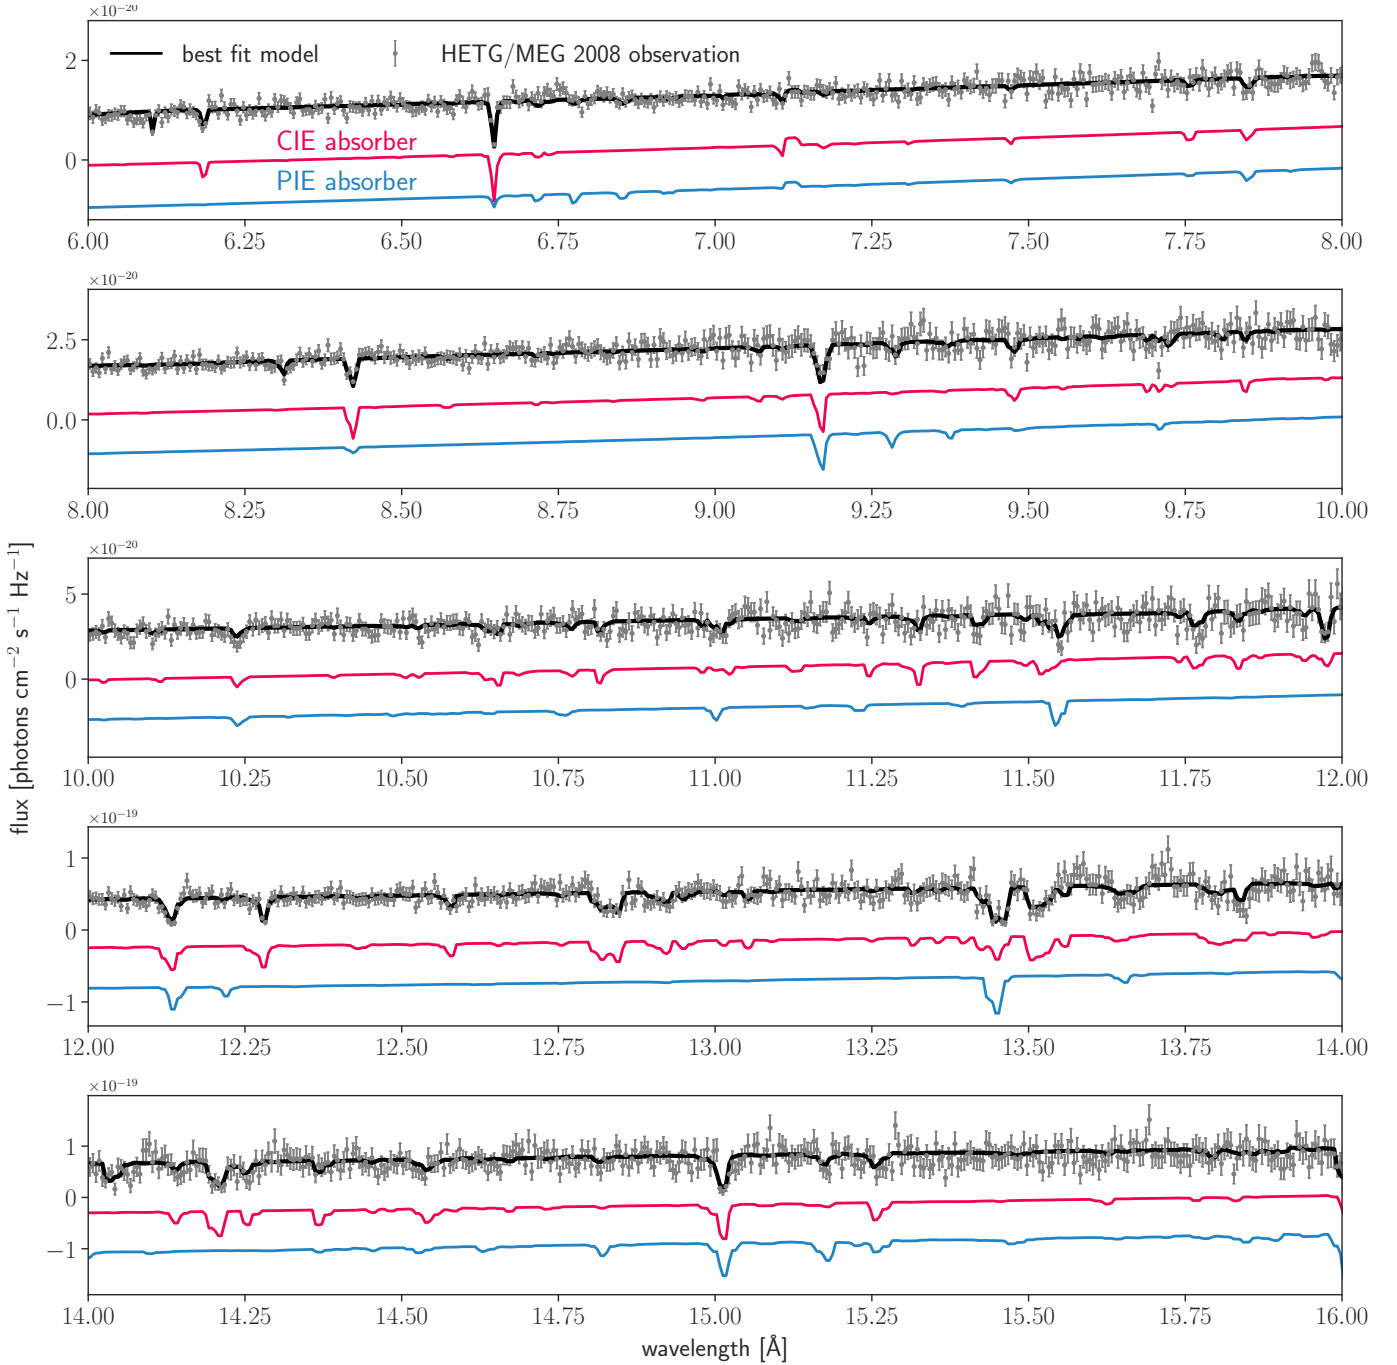 ×10⁻²⁰
best fit model HETG/MEG 2008 observation
CIE absorber
PIE absorber
2
0
6.00 6.25 6.50 6.75 7.00 7.25 7.50 7.75 8.00
×10⁻²⁰
2.5
0.0
8.00 8.25 8.50 8.75 9.00 9.25 9.50 9.75 10.00
×10⁻²⁰
5
0
10.00 10.25 10.50 10.75 11.00 11.25 11.50 11.75 12.00
flux [photons cm⁻² s⁻¹ Hz⁻¹]
×10⁻¹⁹
1
0
−1
12.00 12.25 12.50 12.75 13.00 13.25 13.50 13.75 14.00
×10⁻¹⁹
1
0
−1
14.00 14.25 14.50 14.75 15.00 15.25 15.50 15.75 16.00
wavelength [Å]